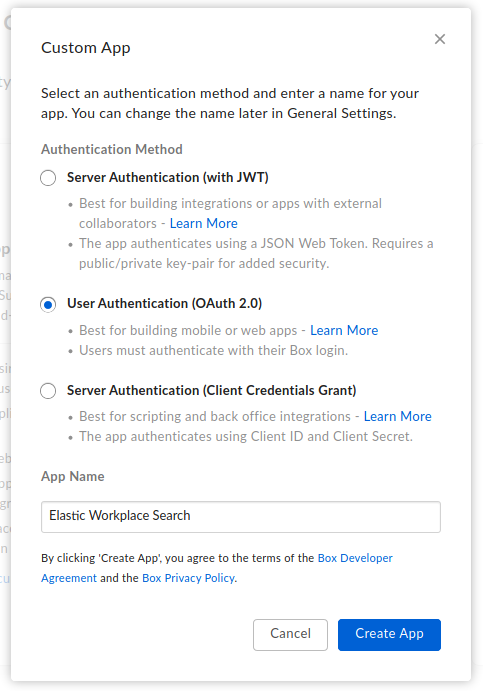 Custom App
Select an authentication method and enter a name for your
app. You can change the name later in General Settings.
Authentication Method
Server Authentication (with JWT)
• Best for building integrations or apps with external
collaborators - Learn More
• The app authenticates using a JSON Web Token. Requires a
public/private key-pair for added security.
User Authentication (OAuth 2.0)
• Best for building mobile or web apps - Learn More
• Users must authenticate with their Box login.
Server Authentication (Client Credentials Grant)
• Best for scripting and back office integrations - Learn More
• The app authenticates using Client ID and Client Secret.
App Name
Elastic Workplace Search
By clicking 'Create App', you agree to the terms of the Box Developer
Agreement and the Box Privacy Policy.
Cancel
Create App